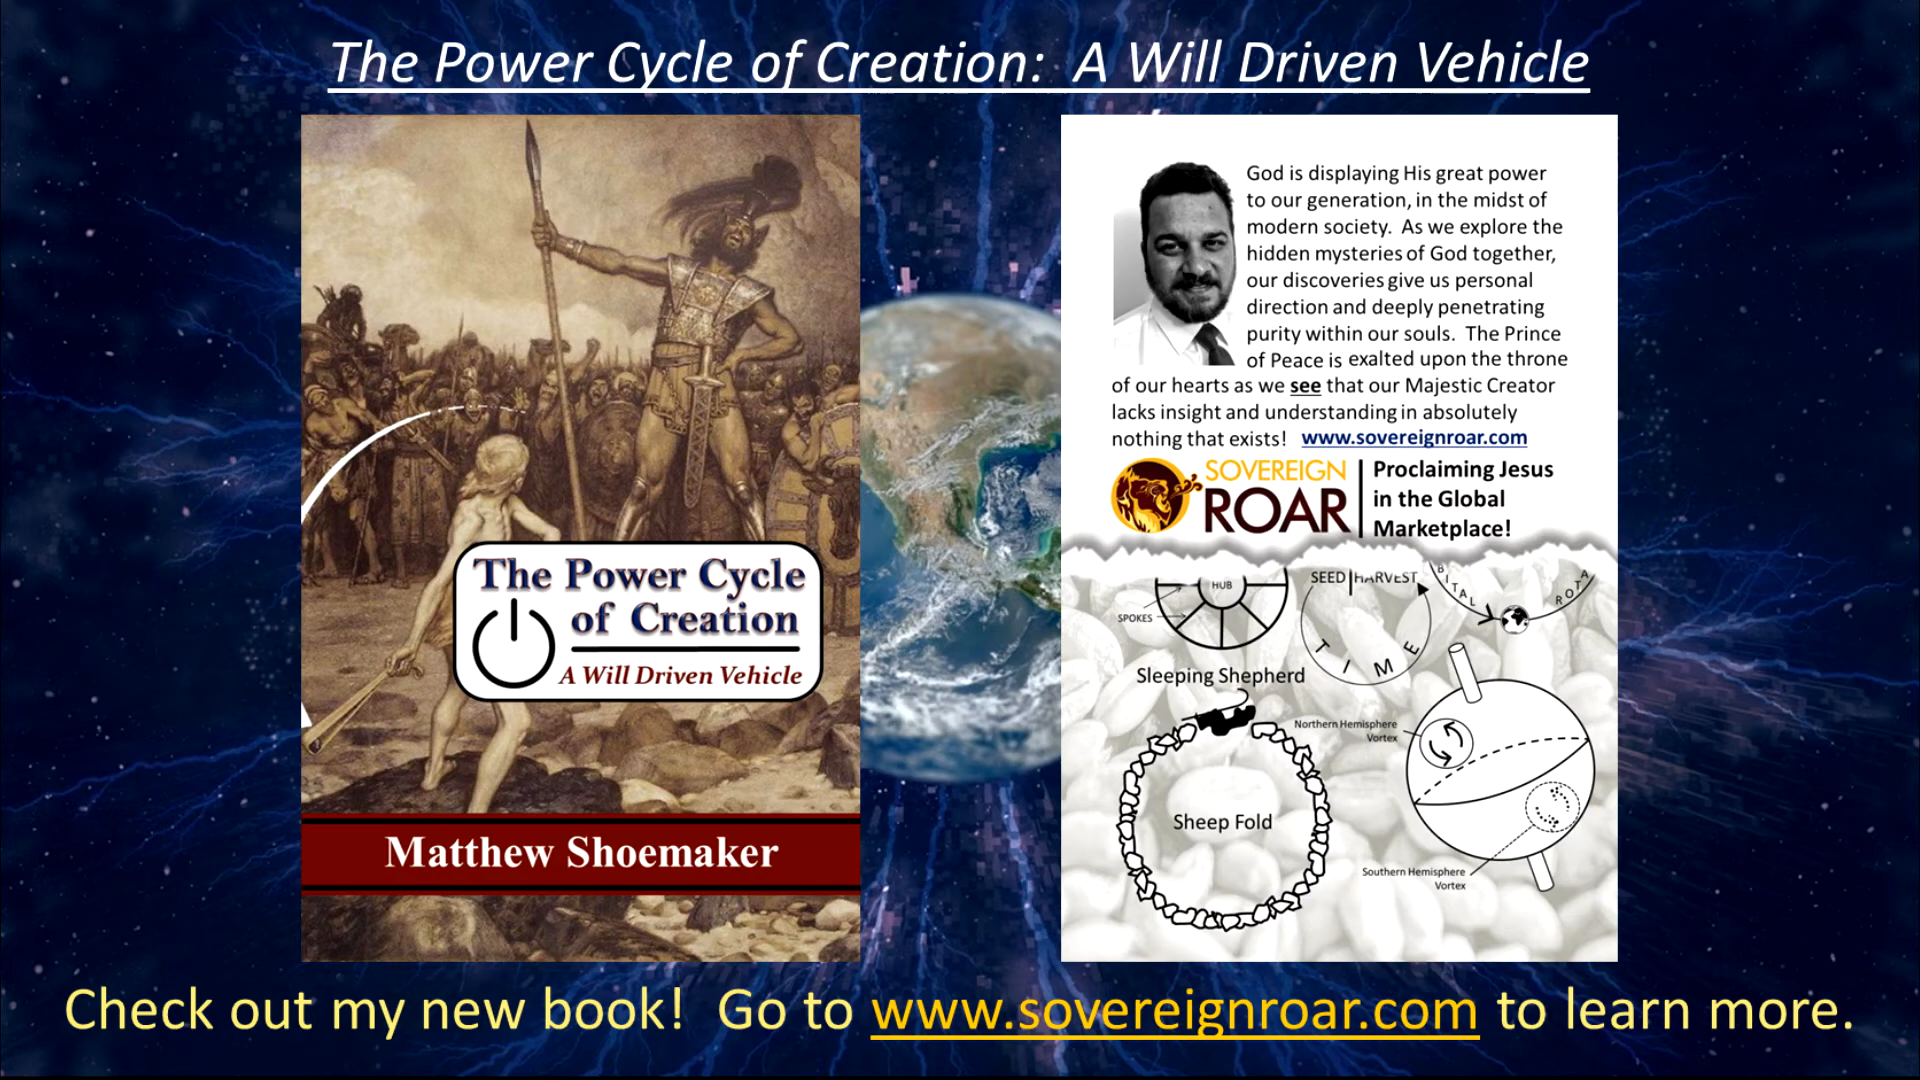 The Power Cycle of Creation:  A Will Driven Vehicle
The Power Cycle
of Creation
A Will Driven Vehicle
Matthew Shoemaker
God is displaying His great power
to our generation, in the midst of
modern society.  As we explore the
hidden mysteries of God together,
our discoveries give us personal
direction and deeply penetrating
purity within our souls.  The Prince
of Peace is exalted upon the throne
of our hearts as we see that our Majestic Creator
lacks insight and understanding in absolutely
nothing that exists!   www.sovereignroar.com
SOVEREIGN
ROAR
Proclaiming Jesus
in the Global
Marketplace!
HUB
SPOKES
SEED HARVEST
TIME
BITAL
ROTA
Sleeping Shepherd
Sheep Fold
Northern Hemisphere
Vortex
Southern Hemisphere
Vortex
Check out my new book!  Go to www.sovereignroar.com to learn more.